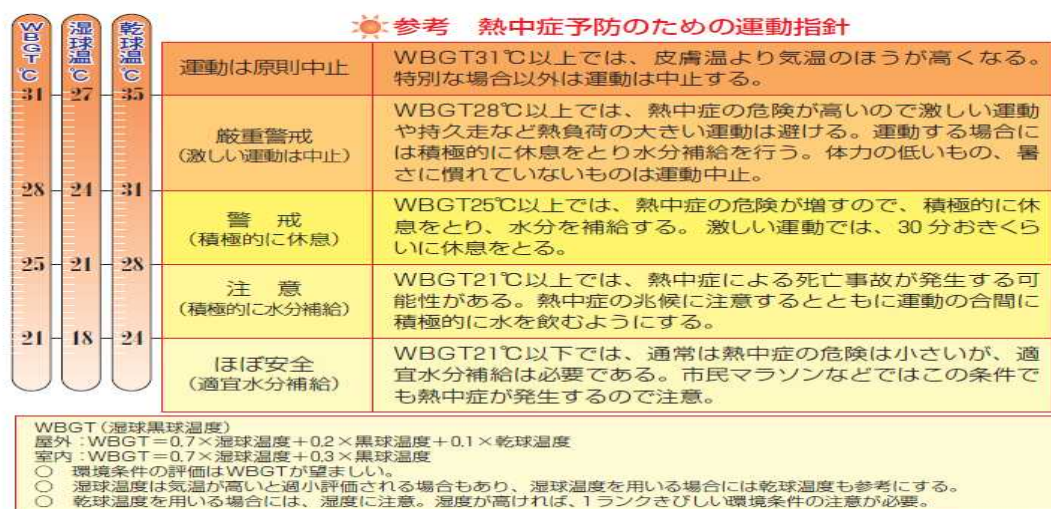 参考 熱中症予防のための運動指針
WBGT℃
湿球温℃
乾球温℃
31 27 35
28 24 31
25 21 28
21 18 24
運動は原則中止
WBGT31℃以上では、皮膚温より気温のほうが高くなる。
特別な場合以外は運動は中止する。
厳重警戒
(激しい運動は中止)
WBGT28℃以上では、熱中症の危険が高いので激しい運動
や持久走など熱負荷の大きい運動は避ける。運動する場合に
は積極的に休息をとり水分補給を行う。体力の低いもの、暑
さに慣れていないものは運動中止。
警 戒
(積極的に休息)
WBGT25℃以上では、熱中症の危険が増すので、積極的に休
息をとり、水分を補給する。 激しい運動では、30分おきくら
いに休息をとる。
注 意
(積極的に水分補給)
WBGT21℃以上では、熱中症による死亡事故が発生する可
能性がある。熱中症の兆候に注意するとともに運動の合間に
積極的に水を飲むようにする。
ほぼ安全
(適宜水分補給)
WBGT21℃以下では、通常は熱中症の危険は小さいが、適
宜水分補給は必要である。市民マラソンなどではこの条件で
も熱中症が発生するので注意。
WBGT(湿球黒球温度)
屋外:WBGT=0.7×湿球温度+0.2×黒球温度+0.1×乾球温度
室内:WBGT=0.7×湿球温度+0.3×黒球温度
○ 環境条件の評価はWBGTが望ましい。
○ 湿球温度は気温が高いと過小評価される場合もあり、湿球温度を用いる場合には乾球温度も参考にする。
○ 乾球温度を用いる場合には、湿度に注意。湿度が高ければ、1ランクきびしい環境条件の注意が必要。